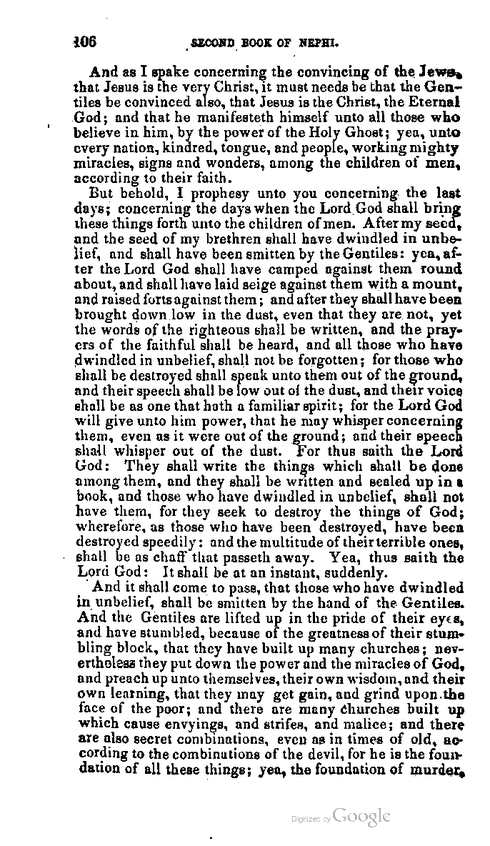 106 SECOND BOOK OF NEPHI.
And as I spake concerning the convincing of the Jews,
that Jesus is the very Christ, it must needs be that the Gen-
tiles be convinced also, that Jesus is the Christ, the Eternal
God; and that he manifesteth himself unto all those who
believe in him, by the power of the Holy Ghost; yea, unto
every nation, kindred, tongue, and people, working mighty
miracles, signs and wonders, among the children of men,
according to their faith.
But behold, I prophesy unto you concerning the last
days; concerning the days when the Lord God shall bring
these things forth unto the children of men. After my seed,
and the seed of my brethren shall have dwindled in unbe-
lief, and shall have been smitten by the Gentiles: yea, af-
ter the Lord God shall have camped against them round
about, and shall have laid seige against them with a mount,
and raised forts against them; and after they shall have been
brought down low in the dust, even that they are not, yet
the words of the righteous shall be written, and the pray-
ers of the faithful shall be heard, and all those who have
dwindled in unbelief, shall not be forgotten; for those who
shall be destroyed shall speak unto them out of the ground,
and their speech shall be low out of the dust, and their voice
shall be as one that hath a familiar spirit; for the Lord God
will give unto him power, that he may whisper concerning
them, even as it were out of the ground; and their speech
shall whisper out of the dust. For thus saith the Lord
God: They shall write the things which shall be done
among them, and they shall be written and sealed up in a
book, and those who have dwindled in unbelief, shall not
have them, for they seek to destroy the things of God;
wherefore, as those who have been destroyed, have been
destroyed speedily: and the multitude of their terrible ones,
shall be as chaff that passeth away. Yea, thus saith the
Lord God: It shall be at an instant, suddenly.
And it shall come to pass, that those who have dwindled
in unbelief, shall be smitten by the hand of the Gentiles.
And the Gentiles are lifted up in the pride of their eyes,
and have stumbled, because of the greatness of their stum-
bling block, that they have built up many churches; nev-
ertheless they put down the power and the miracles of God,
and preach up unto themselves, their own wisdom, and their
own learning, that they may get gain, and grind upon the
face of the poor; and there are many churches built up
which cause envyings, and strifes, and malice; and there
are also secret combinations, even as in times of old, ac-
cording to the combinations of the devil, for he is the foun-
dation of all these things; yea, the foundation of murder,
Digitized by Google